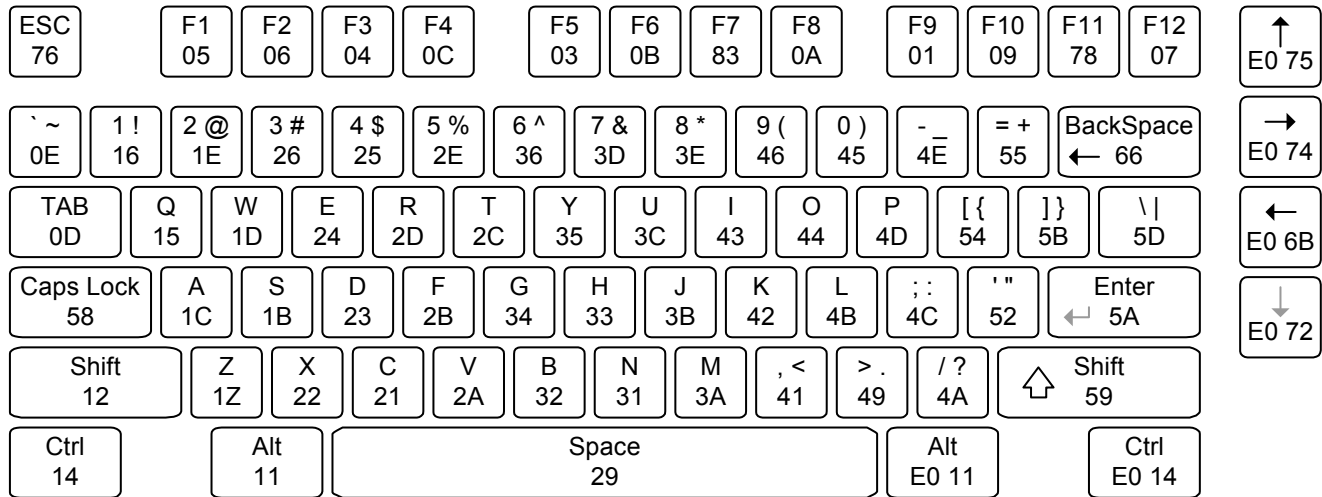 ESC F1 F2 F3 F4 F5 F6 F7 F8 F9 F10 F11 F12 ↑
76 05 06 04 0C 03 0B 83 0A 01 09 78 07 E0 75
` ~ 1 ! 2 @ 3 # 4 $ 5 % 6 ^ 7 & 8 * 9 ( 0 ) - _ = + BackSpace →
0E 16 1E 26 25 2E 36 3D 3E 46 45 4E 55 ← 66 E0 74
TAB Q W E R T Y U I O P [ { ] } \ | ←
0D 15 1D 24 2D 2C 35 3C 43 44 4D 54 5B 5D E0 6B
Caps Lock A S D F G H J K L ; : ' " Enter ↓
58 1C 1B 23 2B 34 33 3B 42 4B 4C 52 ↵ 5A E0 72
Shift Z X C V B N M , < > . / ? ⇧ Shift
12 1Z 22 21 2A 32 31 3A 41 49 4A 59
Ctrl Alt Space Alt Ctrl
14 11 29 E0 11 E0 14